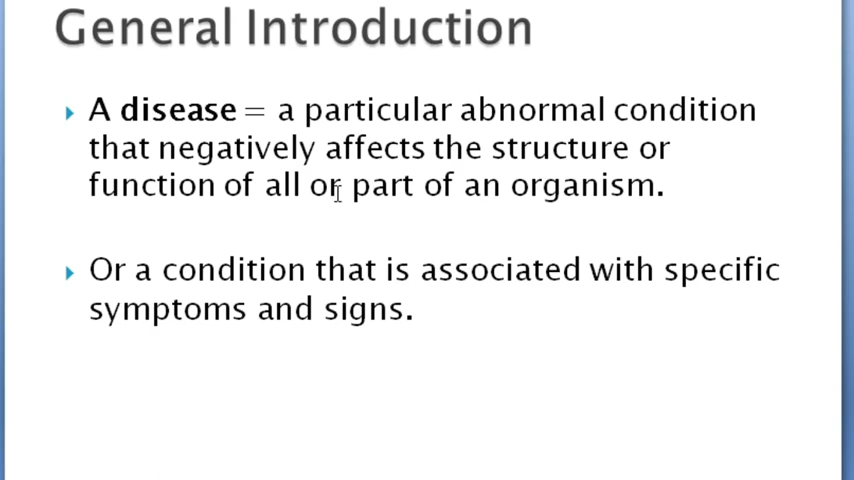 General Introduction
A disease = a particular abnormal condition
that negatively affects the structure or
function of all or part of an organism.
Or a condition that is associated with specific
symptoms and signs.